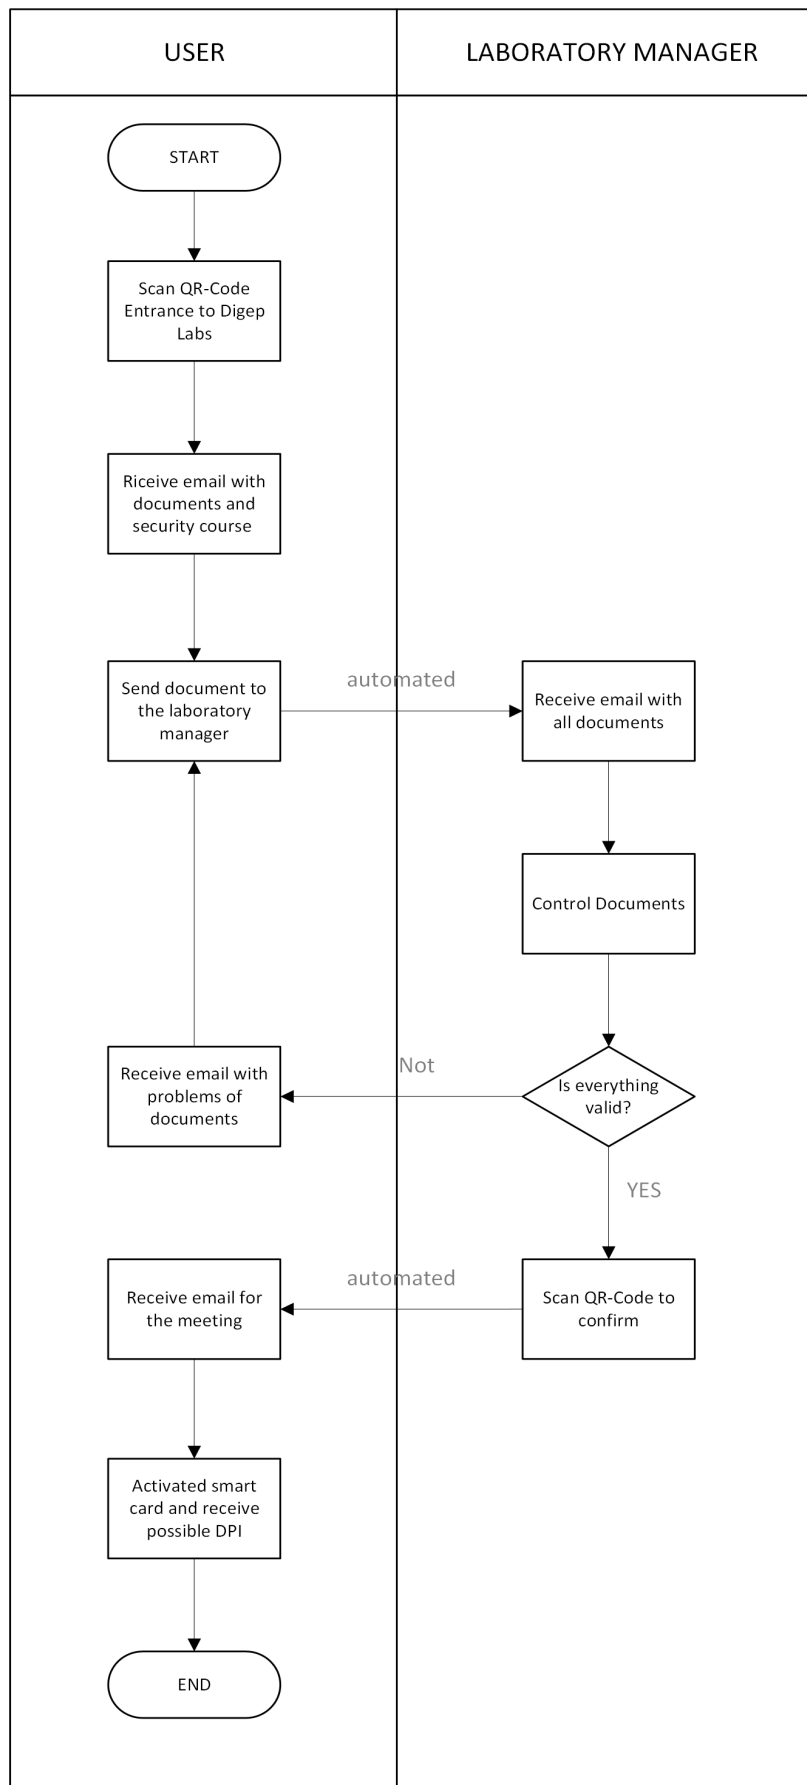 USER
LABORATORY MANAGER
START
Scan QR-Code
Entrance to Digep
Labs
Riceive email with
documents and
security course
Send document to
the laboratory
manager
automated
Receive email with
all documents
Control Documents
Is everything
valid?
Not
Receive email with
problems of
documents
YES
Scan QR-Code to
confirm
automated
Receive email for
the meeting
Activated smart
card and receive
possible DPI
END